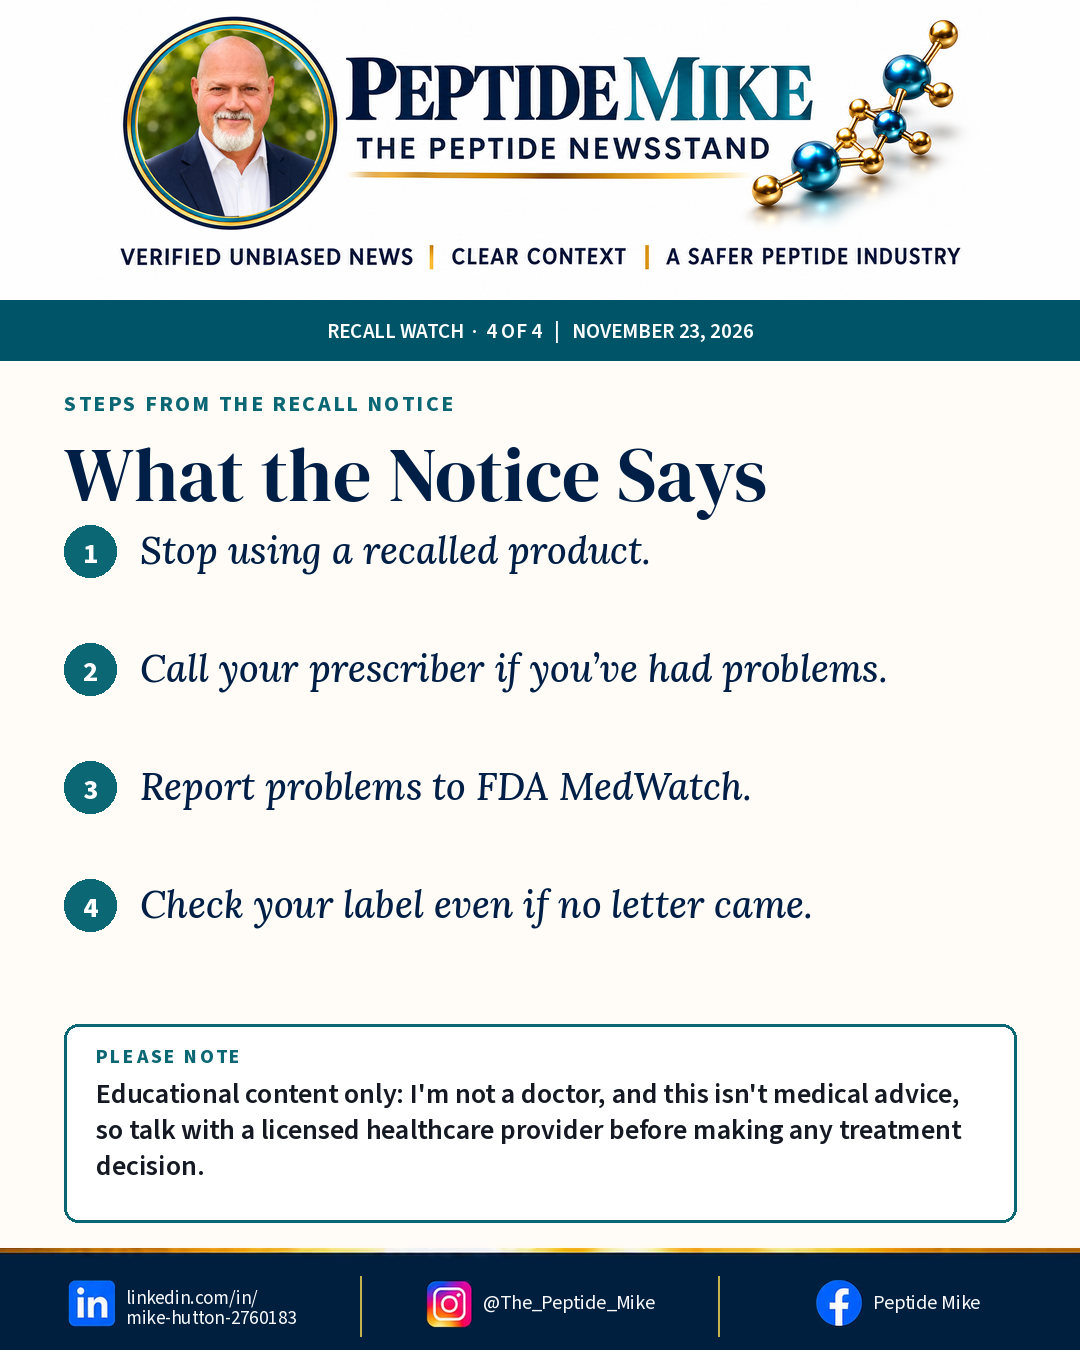 PEPTIDEMIKE
THE PEPTIDE NEWSSTAND
VERIFIED UNBIASED NEWS | CLEAR CONTEXT | A SAFER PEPTIDE INDUSTRY
RECALL WATCH · 4 OF 4 | NOVEMBER 23, 2026
STEPS FROM THE RECALL NOTICE
What the Notice Says
1 Stop using a recalled product.
2 Call your prescriber if you’ve had problems.
3 Report problems to FDA MedWatch.
4 Check your label even if no letter came.
PLEASE NOTE
Educational content only: I'm not a doctor, and this isn't medical advice,
so talk with a licensed healthcare provider before making any treatment
decision.
linkedin.com/in/
mike-hutton-2760183
@The_Peptide_Mike
Peptide Mike